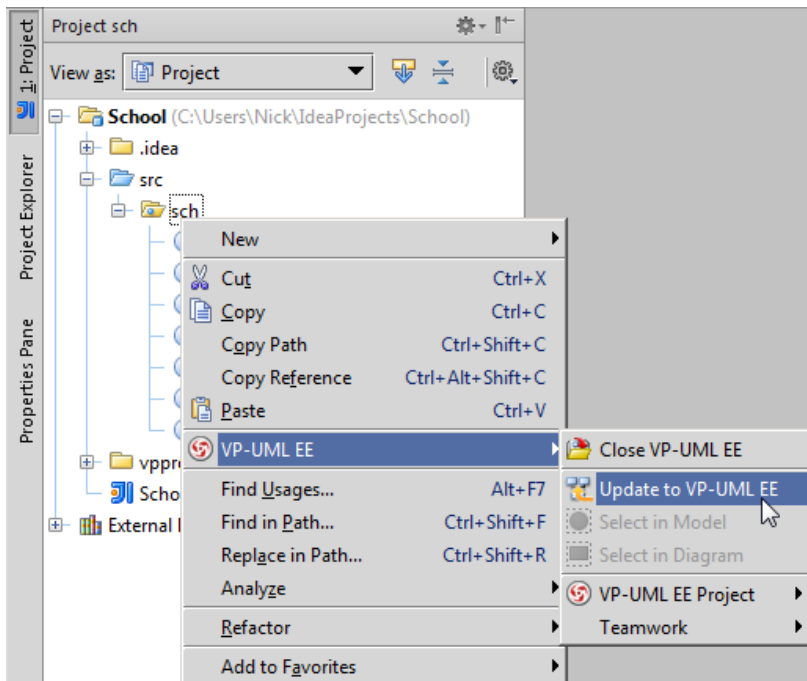 1: Project
Project Explorer
Properties Pane
Project sch
View as: Project
School (C:\Users\Nick\IdeaProjects\School)
.idea
src
sch
New
Cut Ctrl+X
Copy Ctrl+C
Copy Path Ctrl+Shift+C
Copy Reference Ctrl+Alt+Shift+C
Paste Ctrl+V
VP-UML EE
Close VP-UML EE
vppr
Find Usages... Alt+F7
Update to VP-UML EE
Scho
Find in Path... Ctrl+Shift+F
Select in Model
External
Replace in Path... Ctrl+Shift+R
Select in Diagram
Analyze
VP-UML EE Project
Refactor
Teamwork
Add to Favorites